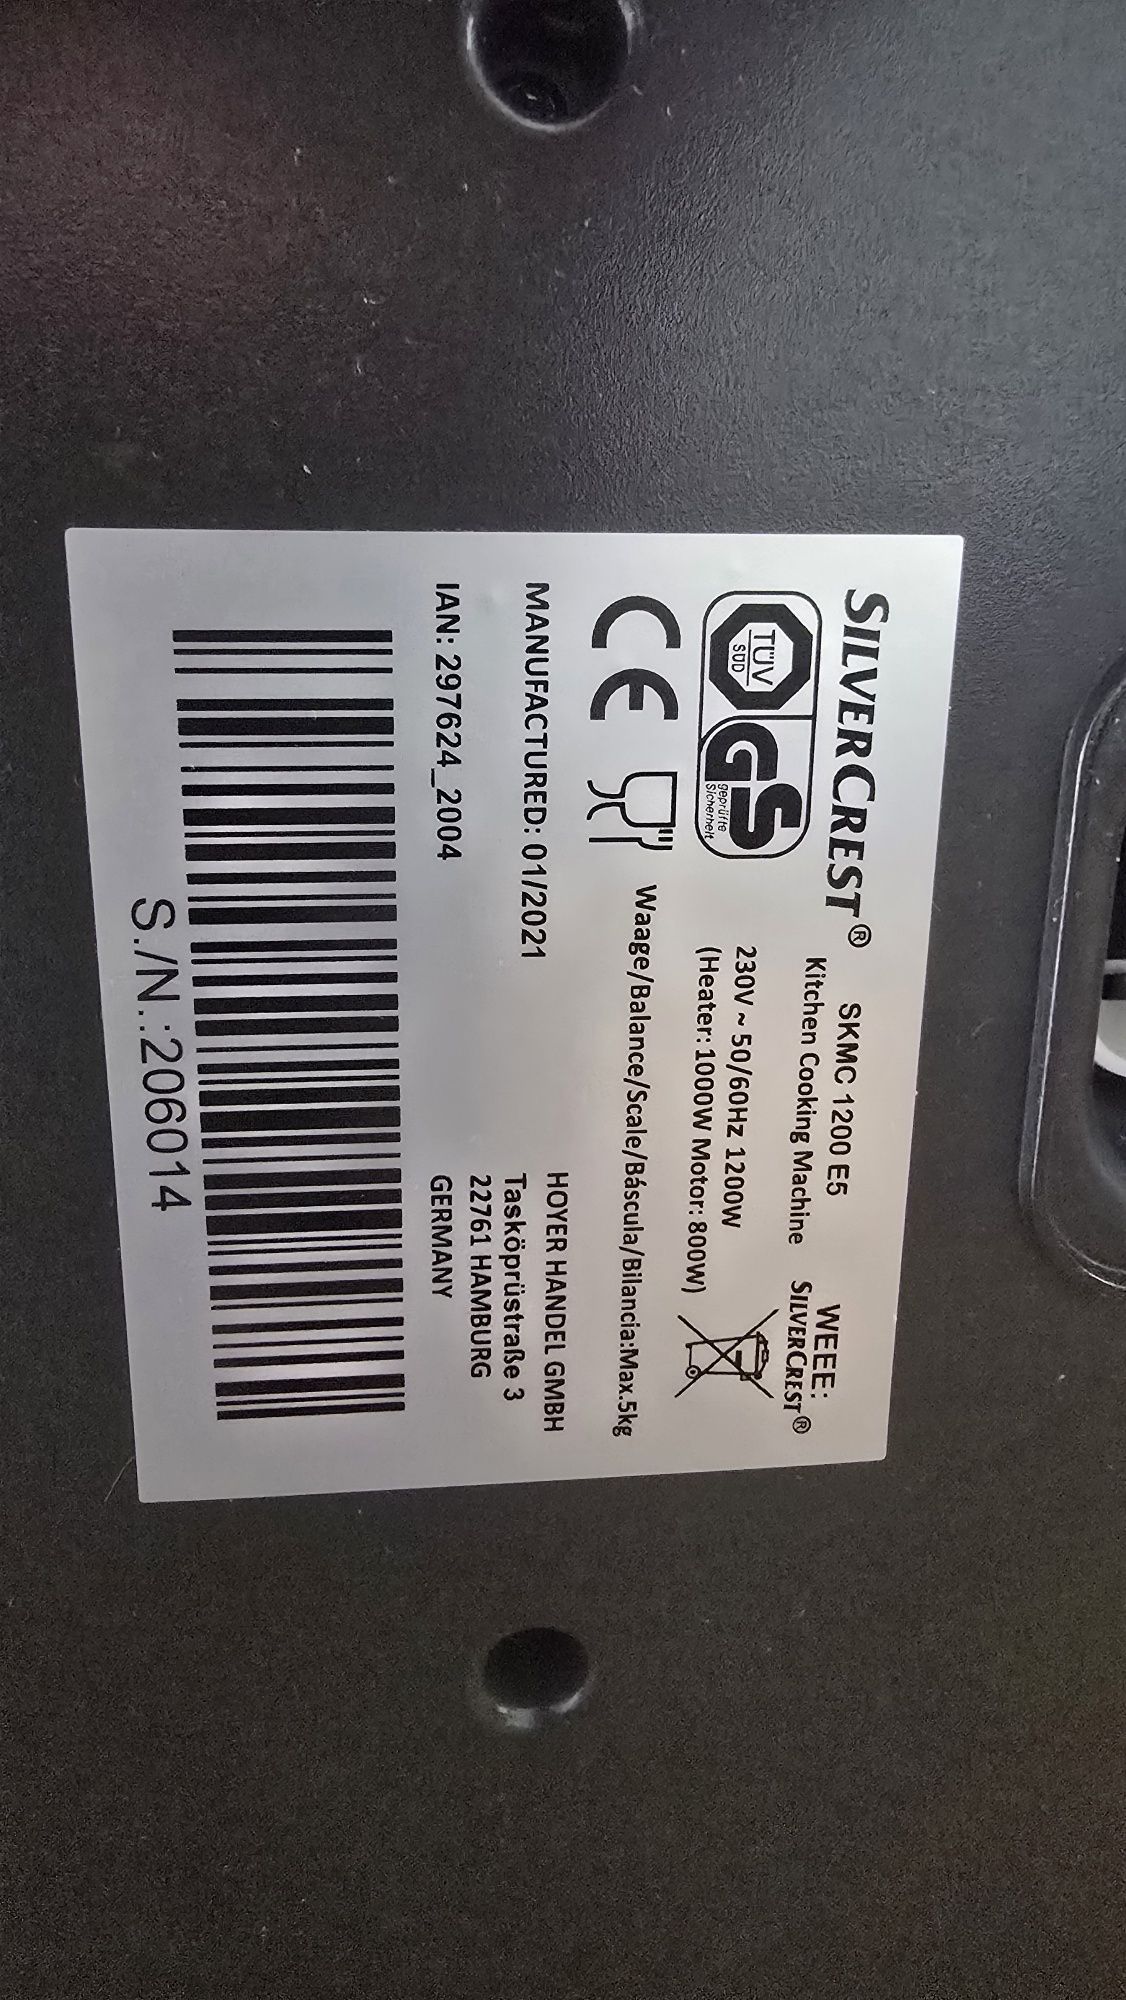 SILVERCREST® SKMC 1200 E5
Kitchen Cooking Machine
WEEE:
SILVERCREST®
TÜV
SÜD
GS
geprüfte
Sicherheit
230V ~ 50/60Hz 1200W
(Heater: 1000W Motor: 800W)
CE
Waage/Balance/Scale/Báscula/Bilancia:Max.5kg
MANUFACTURED: 01/2021
IAN: 297624_2004
HOYER HANDEL GMBH
Tasköprüstraße 3
22761 HAMBURG
GERMANY
S./N.:206014